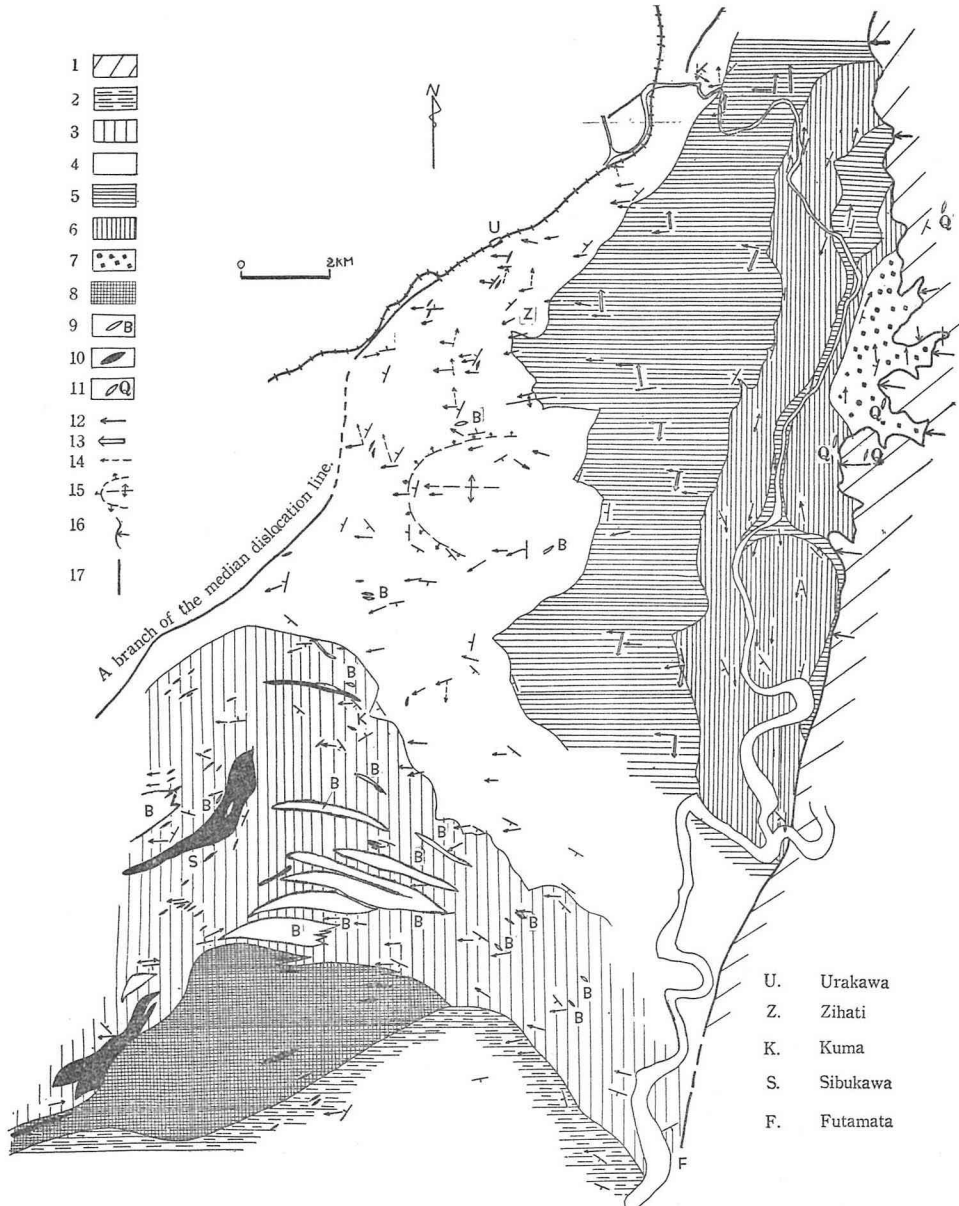 1
2
3
4
5
6
7
8
9 B
10
11 Q
12
13
14
15
16
17
N
0 2KM
U
Z
K
B
B
B
A branch of the median dislocation line.
Q
Q
Q
Q
A
B
K
B
B
B
B
S
B
B
B
B
B
B
B
B
B
F
U. Urakawa
Z. Zihati
K. Kuma
S. Sibukawa
F. Futamata